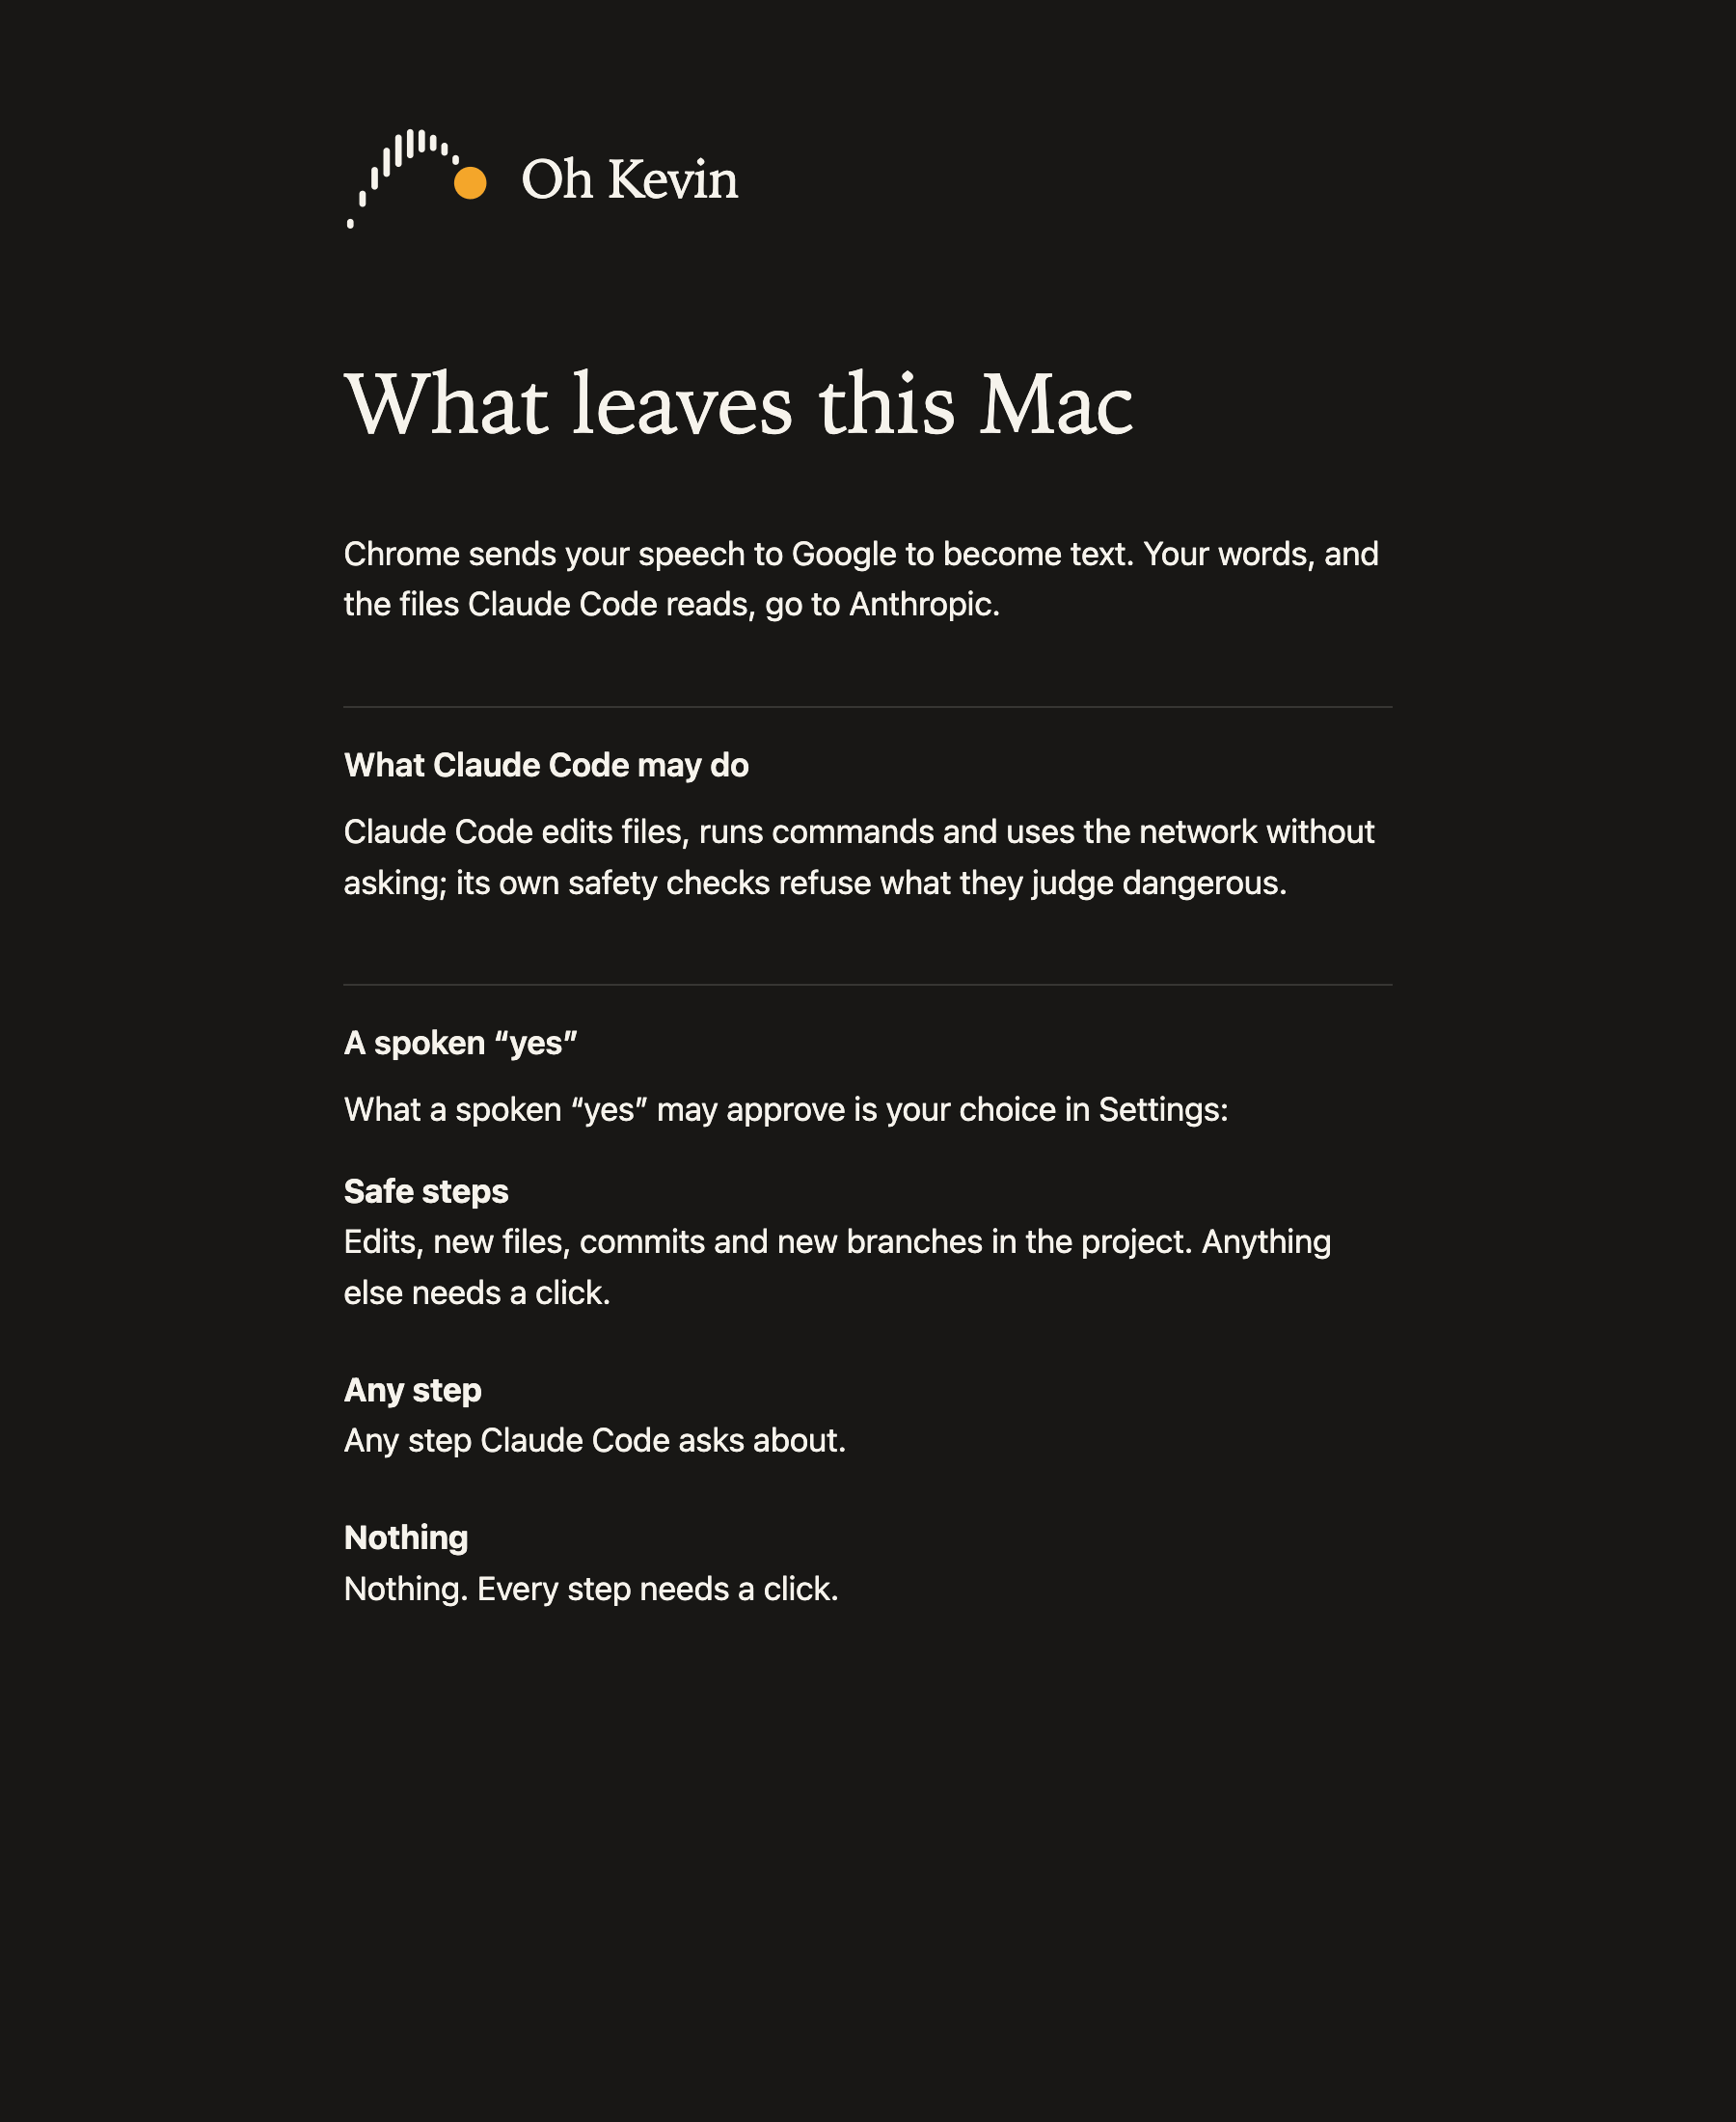 Oh Kevin
What leaves this Mac
Chrome sends your speech to Google to become text. Your words, and
the files Claude Code reads, go to Anthropic.
What Claude Code may do
Claude Code edits files, runs commands and uses the network without
asking; its own safety checks refuse what they judge dangerous.
A spoken “yes”
What a spoken “yes” may approve is your choice in Settings:
Safe steps
Edits, new files, commits and new branches in the project. Anything
else needs a click.
Any step
Any step Claude Code asks about.
Nothing
Nothing. Every step needs a click.